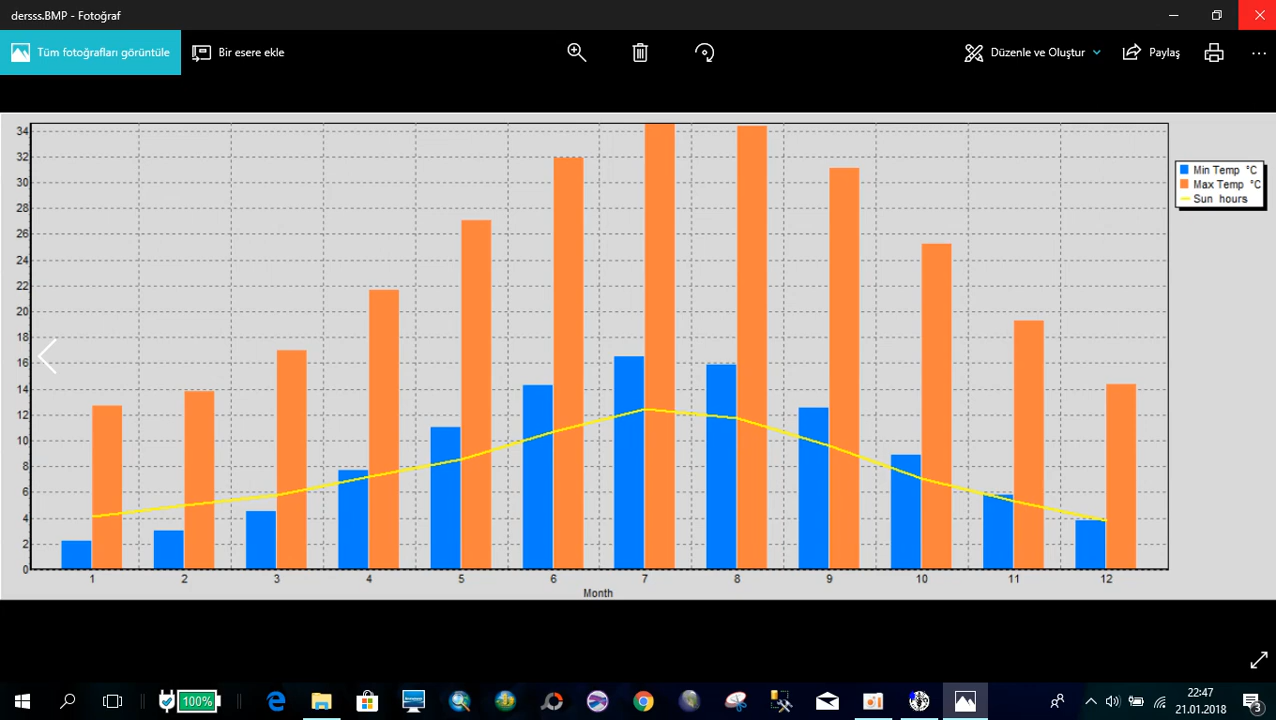 dersss.BMP - Fotoğraf
Tüm fotoğrafları görüntüle
Bir esere ekle
Düzenle ve Oluştur
Paylaş
34
32
30
28
26
24
22
20
18
16
14
12
10
8
6
4
2
0
Min Temp °C
Max Temp °C
Sun hours
1 2 3 4 5 6 7 8 9 10 11 12
Month
100%
22:47
21.01.2018
3